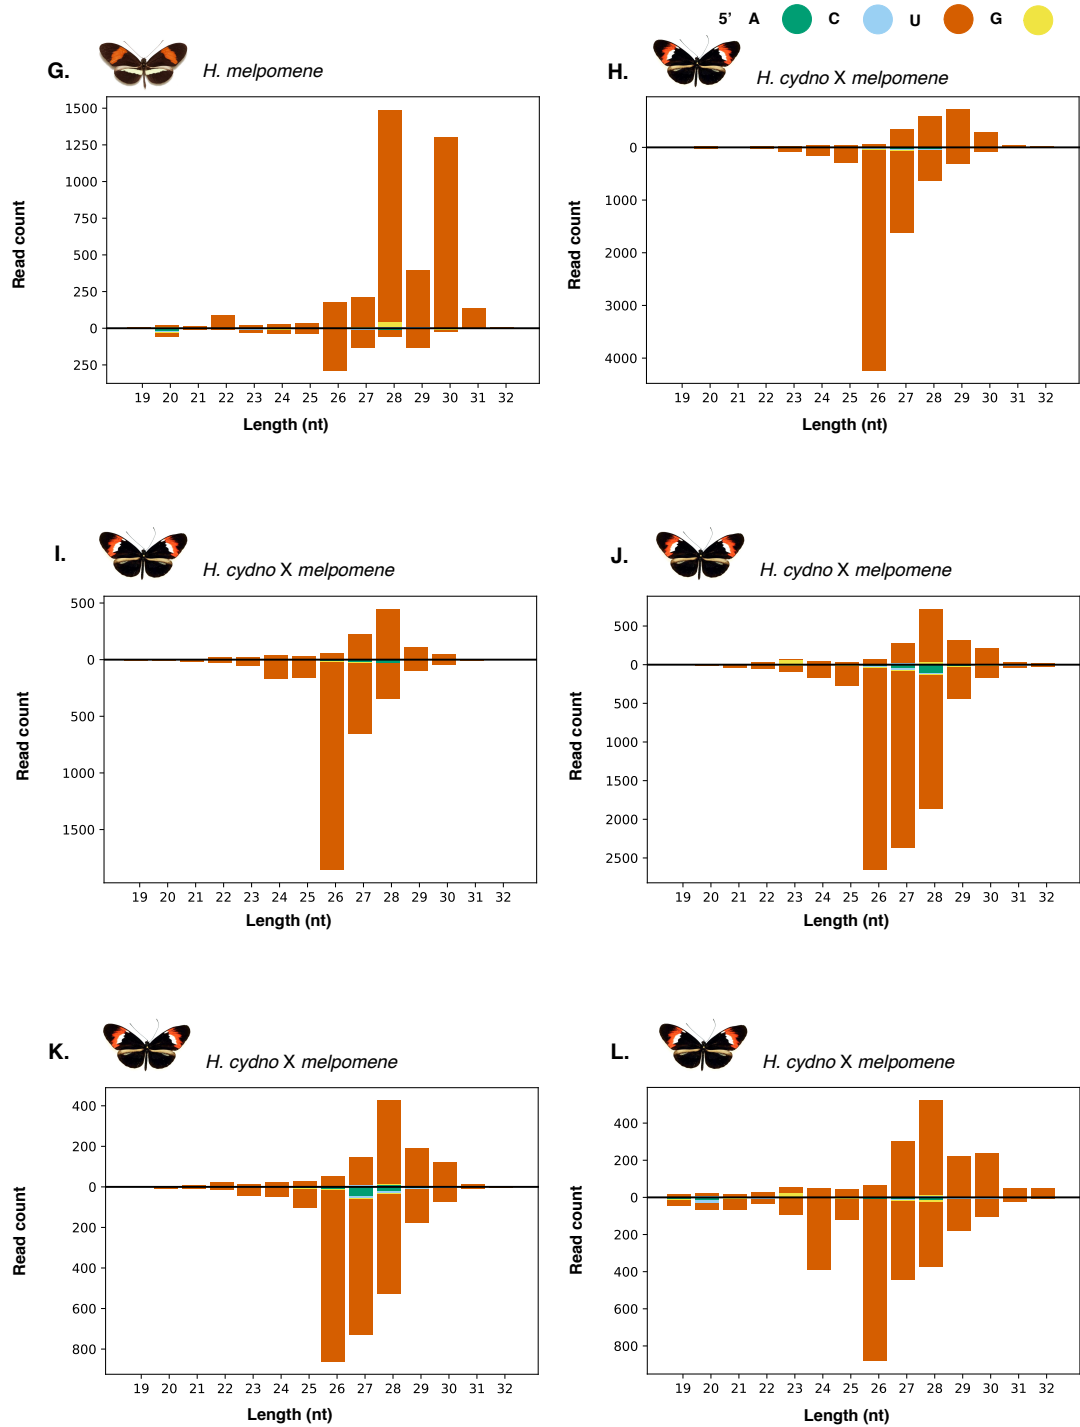 5’ A C U G
G. H. melpomene
1500
1250
1000
750
500
250
0
250
Read count
19 20 21 22 23 24 25 26 27 28 29 30 31 32
Length (nt)
H. H. cydno X melpomene
0
1000
2000
3000
4000
Read count
19 20 21 22 23 24 25 26 27 28 29 30 31 32
Length (nt)
I. H. cydno X melpomene
500
0
500
1000
1500
Read count
19 20 21 22 23 24 25 26 27 28 29 30 31 32
Length (nt)
J. H. cydno X melpomene
500
0
500
1000
1500
2000
2500
Read count
19 20 21 22 23 24 25 26 27 28 29 30 31 32
Length (nt)
K. H. cydno X melpomene
400
200
0
200
400
600
800
Read count
19 20 21 22 23 24 25 26 27 28 29 30 31 32
Length (nt)
L. H. cydno X melpomene
400
200
0
200
400
600
800
Read count
19 20 21 22 23 24 25 26 27 28 29 30 31 32
Length (nt)